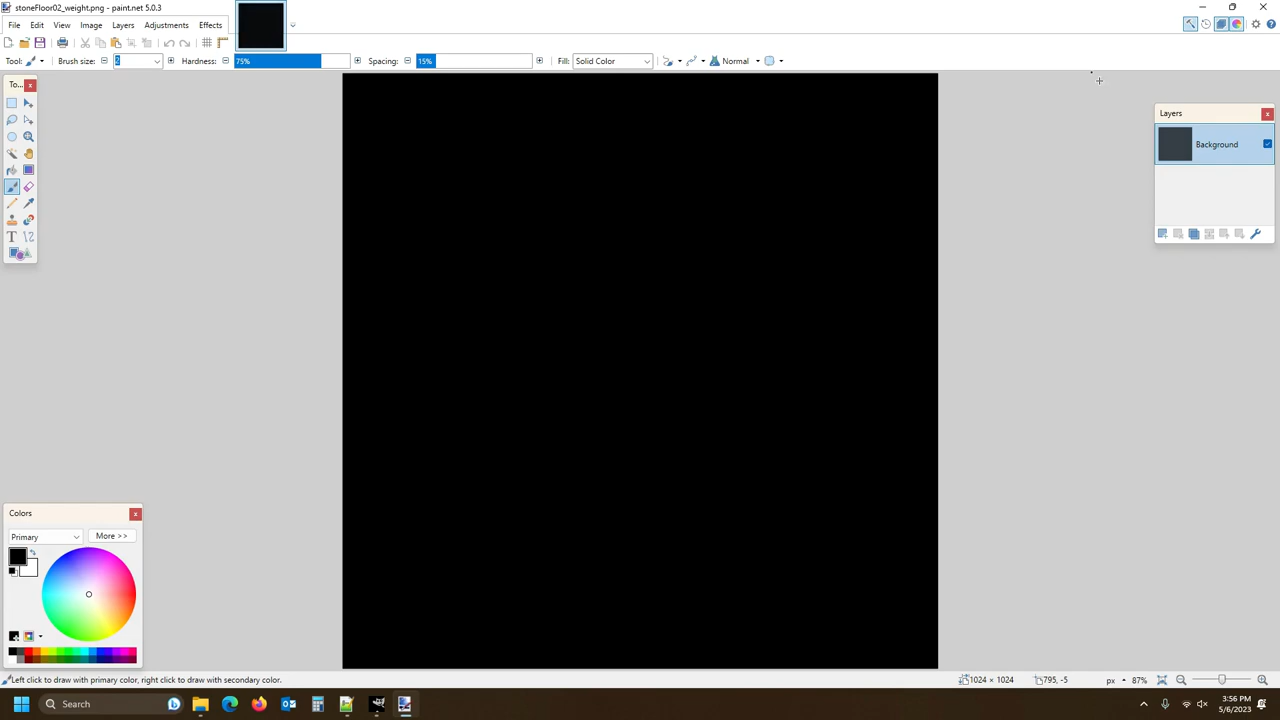 stoneFloor02_weight.png - paint.net 5.0.3
File Edit View Image Layers Adjustments Effects
Tool: Brush size: 2 Hardness: 75% Spacing: 15% Fill: Solid Color Normal
To...
Layers
Background
Colors
Primary More >>
Left click to draw with primary color, right click to draw with secondary color.
1024 × 1024 795, -5 px 87%
Search
3:56 PM
5/6/2023